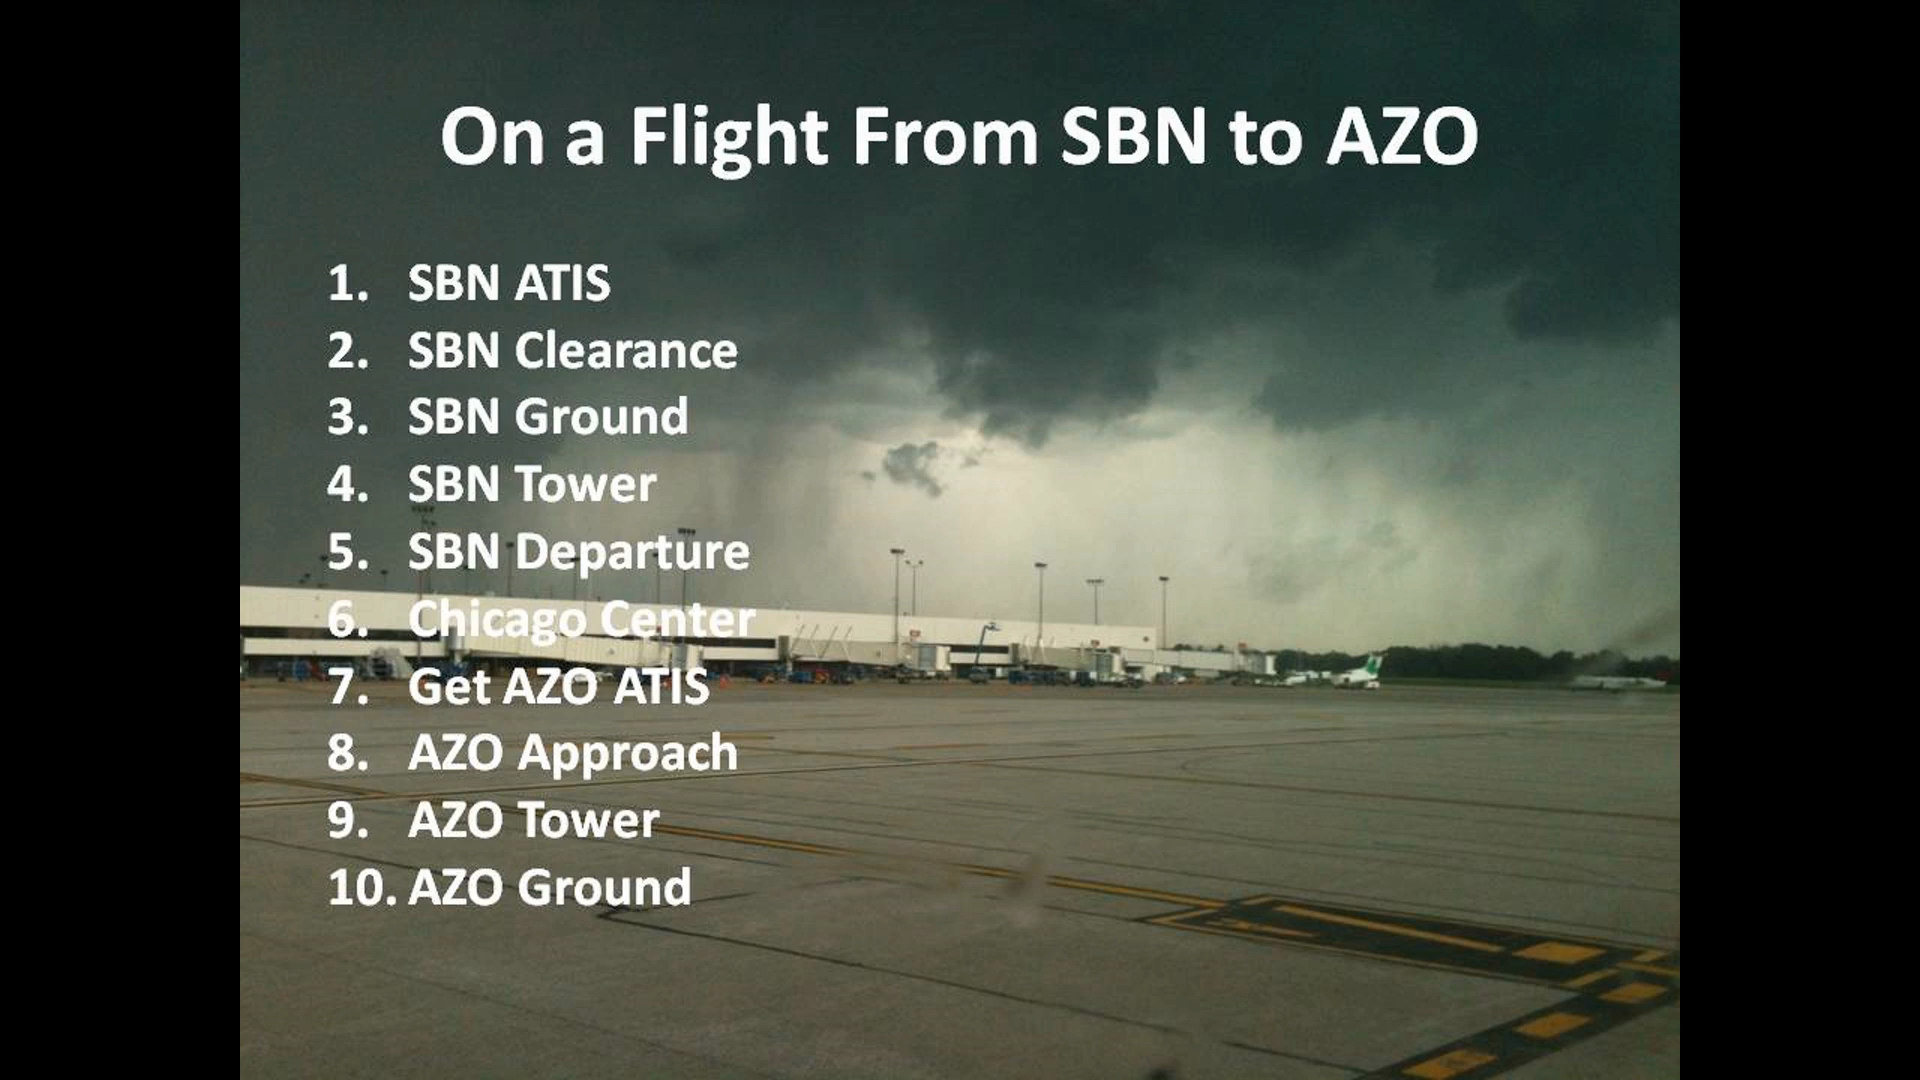 On a Flight From SBN to AZO
1. SBN ATIS
2. SBN Clearance
3. SBN Ground
4. SBN Tower
5. SBN Departure
6. Chicago Center
7. Get AZO ATIS
8. AZO Approach
9. AZO Tower
10. AZO Ground